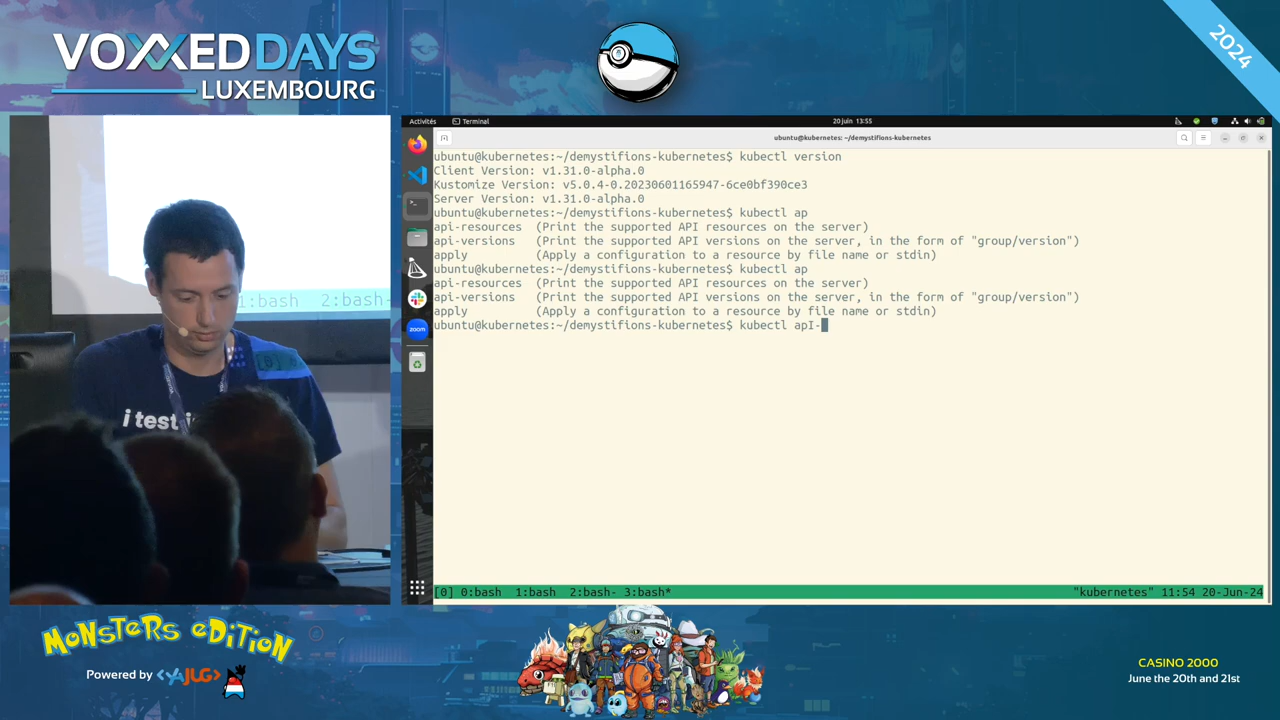 VOXXED DAYS
LUXEMBOURG
2024
Activités
Terminal
20 juin 13:55
ubuntu@kubernetes: ~/demystifions-kubernetes
ubuntu@kubernetes:~/demystifions-kubernetes$ kubectl version
Client Version: v1.31.0-alpha.0
Kustomize Version: v5.0.4-0.20230601165947-6ce0bf390ce3
Server Version: v1.31.0-alpha.0
ubuntu@kubernetes:~/demystifions-kubernetes$ kubectl ap
api-resources (Print the supported API resources on the server)
api-versions (Print the supported API versions on the server, in the form of "group/version")
apply (Apply a configuration to a resource by file name or stdin)
ubuntu@kubernetes:~/demystifions-kubernetes$ kubectl ap
api-resources (Print the supported API resources on the server)
api-versions (Print the supported API versions on the server, in the form of "group/version")
apply (Apply a configuration to a resource by file name or stdin)
ubuntu@kubernetes:~/demystifions-kubernetes$ kubectl apI-
zoom
[0] 0:bash 1:bash 2:bash- 3:bash* "kubernetes" 11:54 20-Jun-24
1:bash 2:bash-
i test i
MONSTERS EDITION
Powered by <YAJUG>
CASINO 2000
June the 20th and 21st